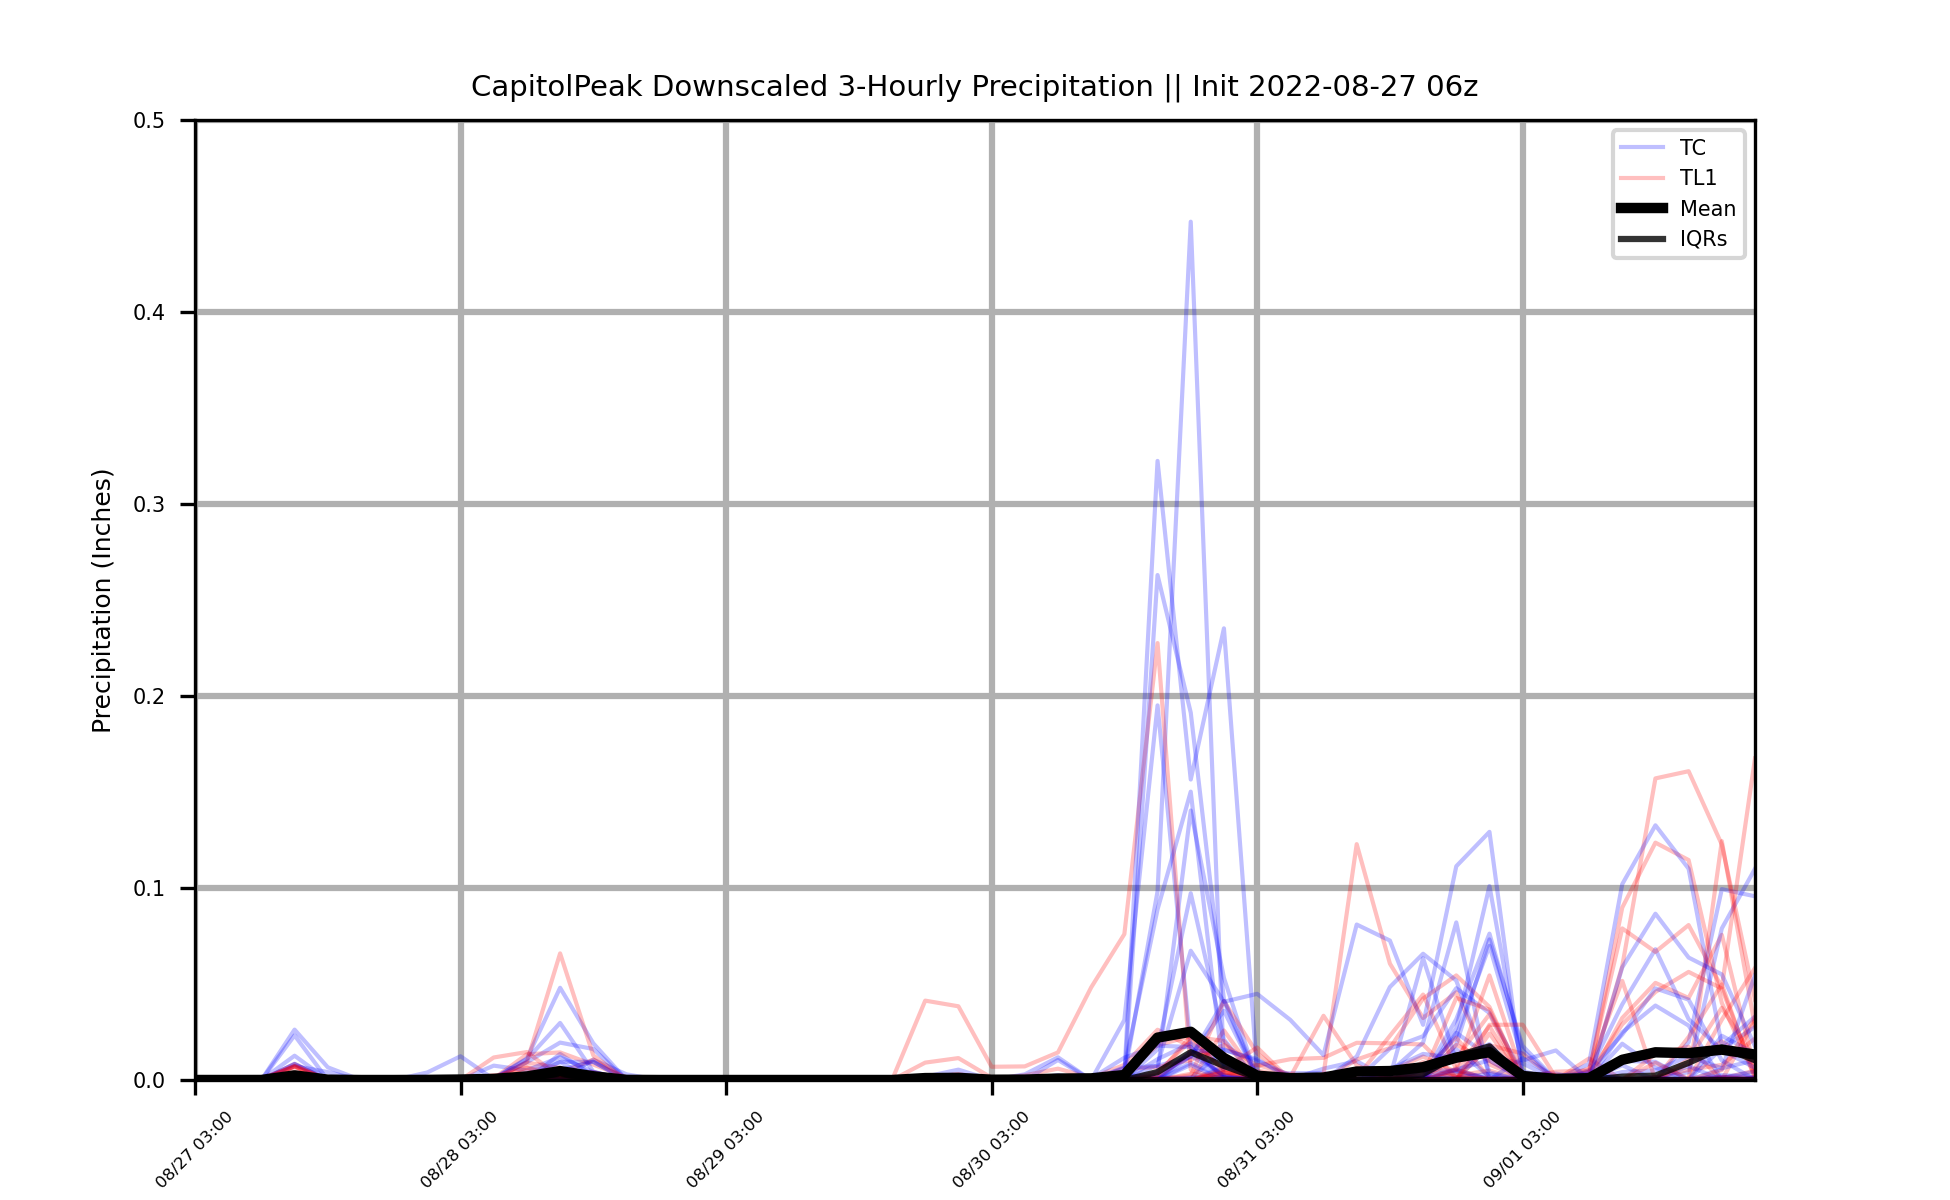 CapitolPeak Downscaled 3-Hourly Precipitation || Init 2022-08-27 06z
0.5
0.4
0.3
0.2
0.1
0.0
Precipitation (Inches)
TC
TL1
Mean
IQRs
08/27 03:00
08/28 03:00
08/29 03:00
08/30 03:00
08/31 03:00
09/01 03:00